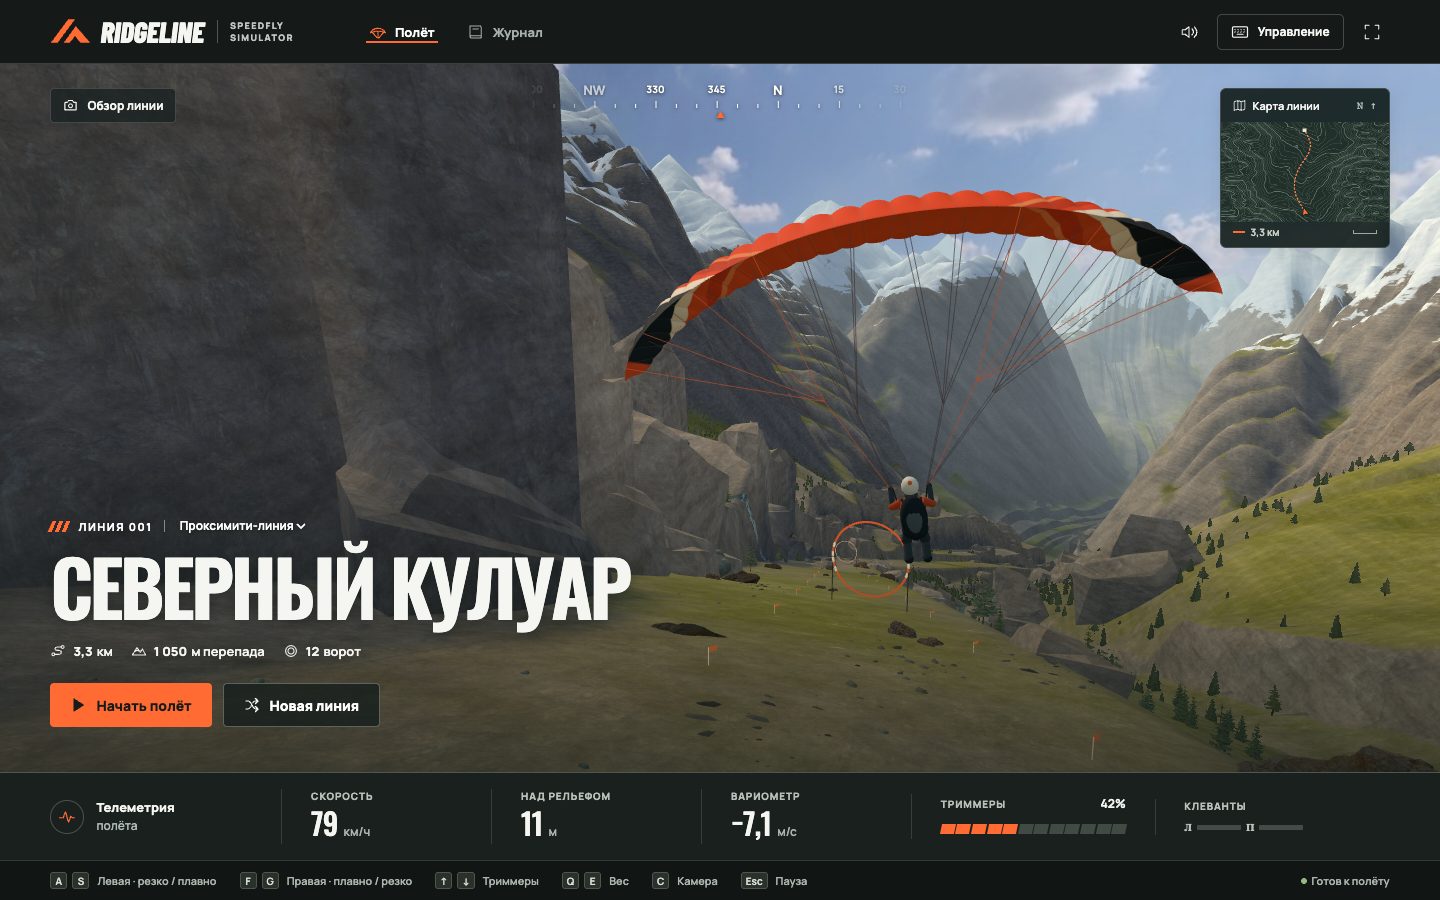 RIDGELINE
SPEEDFLY
SIMULATOR
Полёт
Журнал
Управление
Обзор линии
NW 330 345 N 15 30
Карта линии N ↑
3,3 км
ЛИНИЯ 001
Проксимити-линия
СЕВЕРНЫЙ КУЛУАР
3,3 км
1 050 м перепада
12 ворот
Начать полёт
Новая линия
Телеметрия
полёта
СКОРОСТЬ
79 км/ч
НАД РЕЛЬЕФОМ
11 м
ВАРИОМЕТР
−7,1 м/с
ТРИММЕРЫ 42%
КЛЕВАНТЫ
Л П
A S Левая · резко / плавно
F G Правая · плавно / резко
↑ ↓ Триммеры
Q E Вес
C Камера
Esc Пауза
Готов к полёту